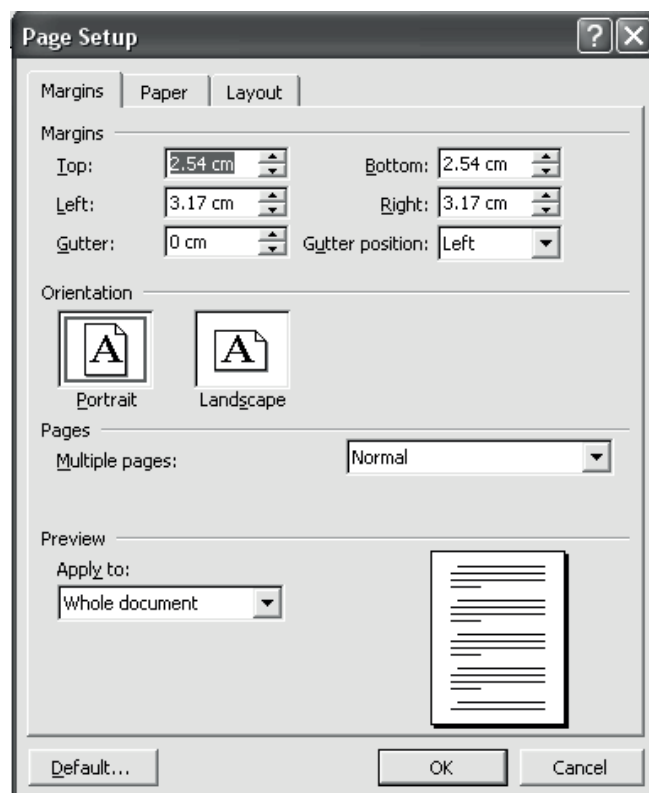 Page Setup
Margins Paper Layout
Margins
Top: 2.54 cm Bottom: 2.54 cm
Left: 3.17 cm Right: 3.17 cm
Gutter: 0 cm Gutter position: Left
Orientation
A A
Portrait Landscape
Pages
Multiple pages: Normal
Preview
Apply to:
Whole document
Default... OK Cancel